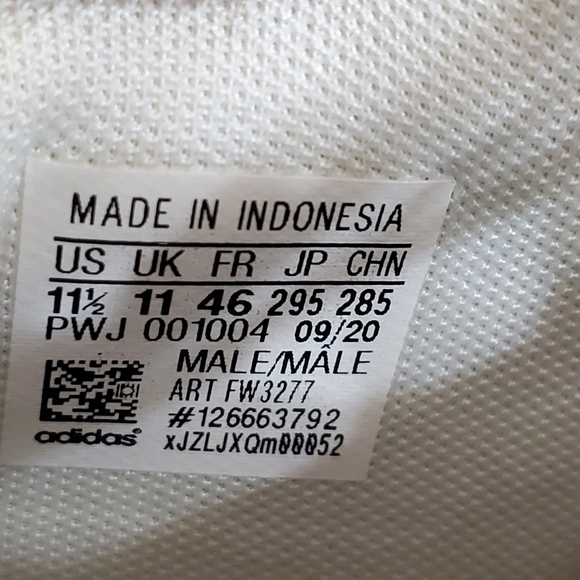 MADE IN INDONESIA
US UK FR JP CHN
11½ 11 46 295 285
PWJ 001004 09/20
MALE/MÂLE
ART FW3277
#126663792
adidas® xJZLJXQm00052